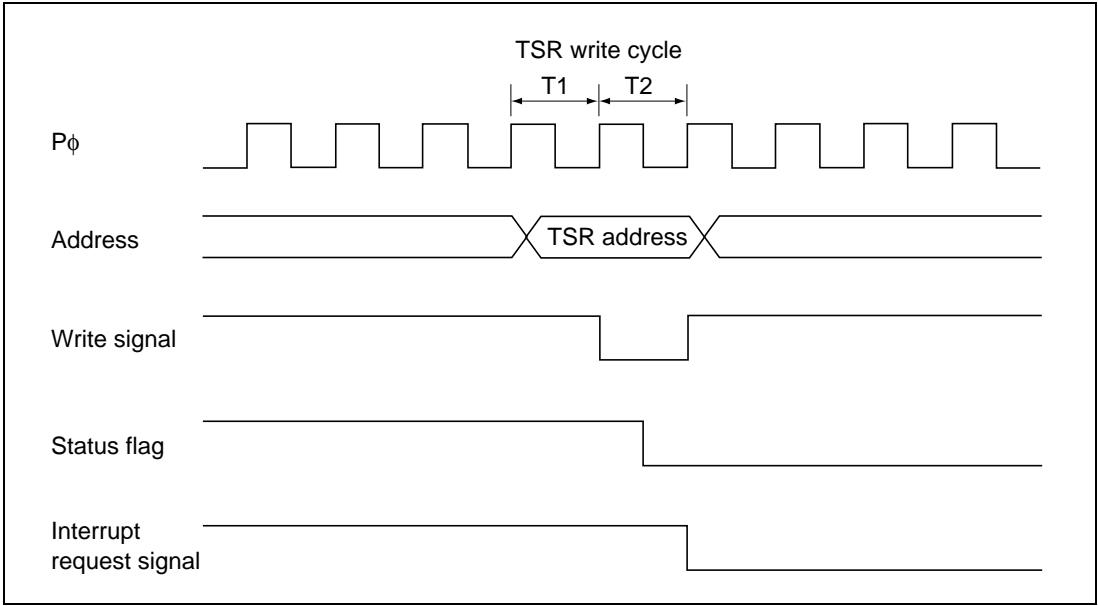 TSR write cycle
T1 T2
Pϕ
Address
TSR address
Write signal
Status flag
Interrupt
request signal